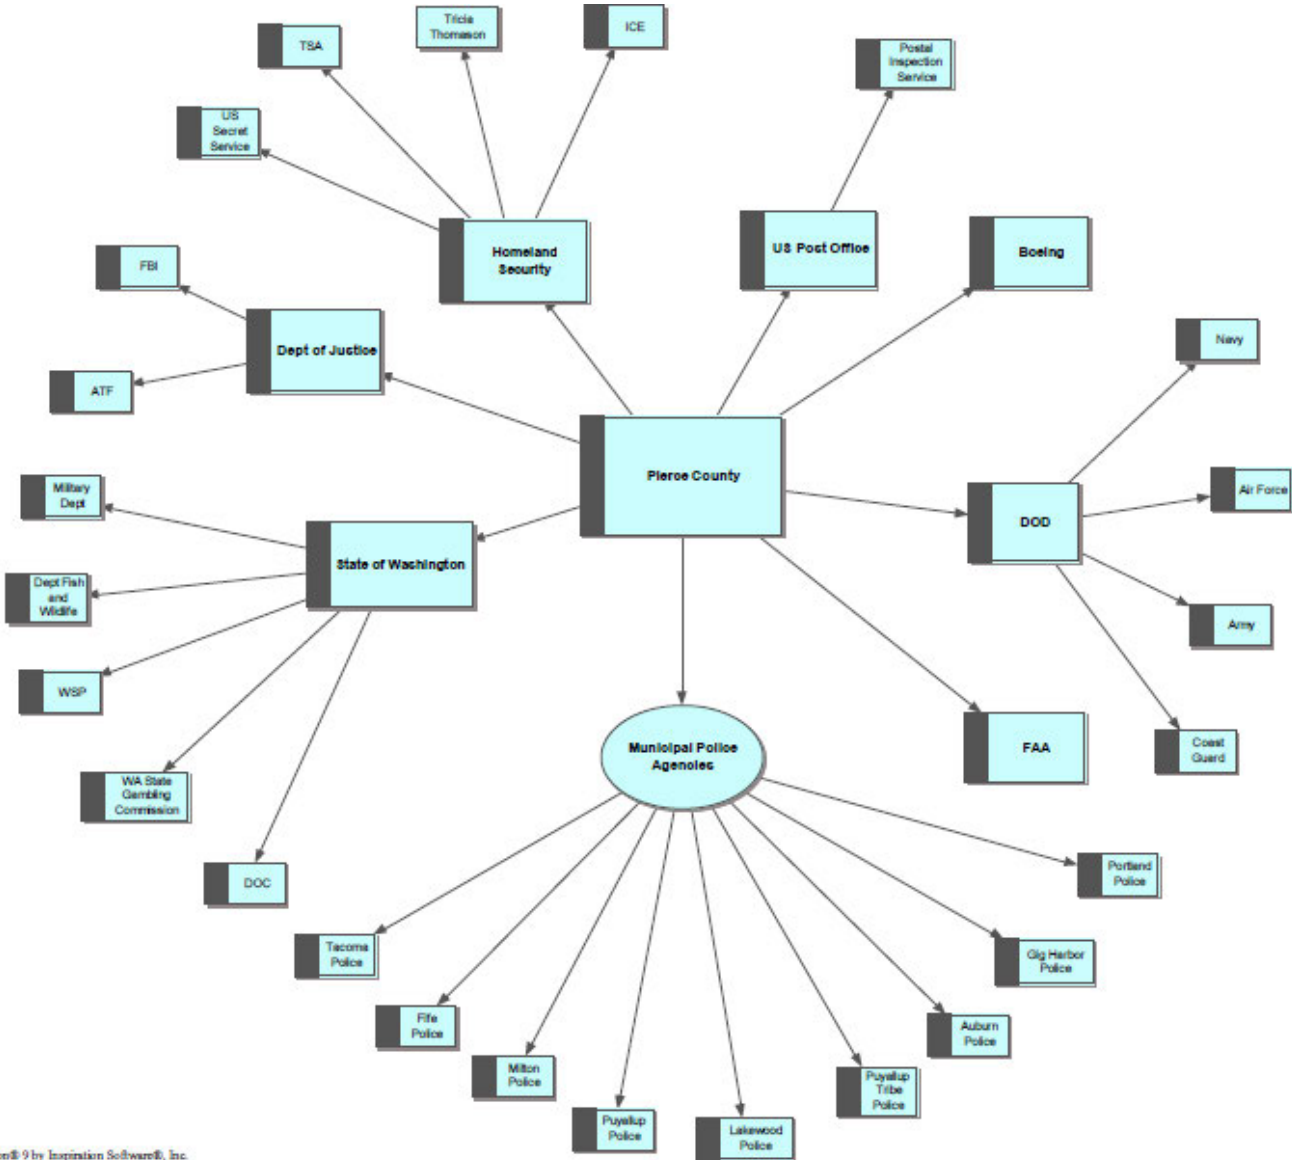 Tricia
Thomason
ICE
TSA
Postal
Inspection
Service
US
Secret
Service
Homeland
Security
US Post Office
Boeing
FBI
Dept of Justice
Navy
ATF
Pierce County
Military
Dept
Air Force
DOD
State of Washington
Dept Fish
and
Wildlife
Army
WSP
Municipal Police
Agencies
FAA
Coast
Guard
WA State
Gambling
Commission
DOC
Portland
Police
Tacoma
Police
Gig Harbor
Police
Fife
Police
Auburn
Police
Milton
Police
Puyallup
Tribe
Police
Puyallup
Police
Lakewood
Police
on® 9 by Inspiration Software®, Inc.